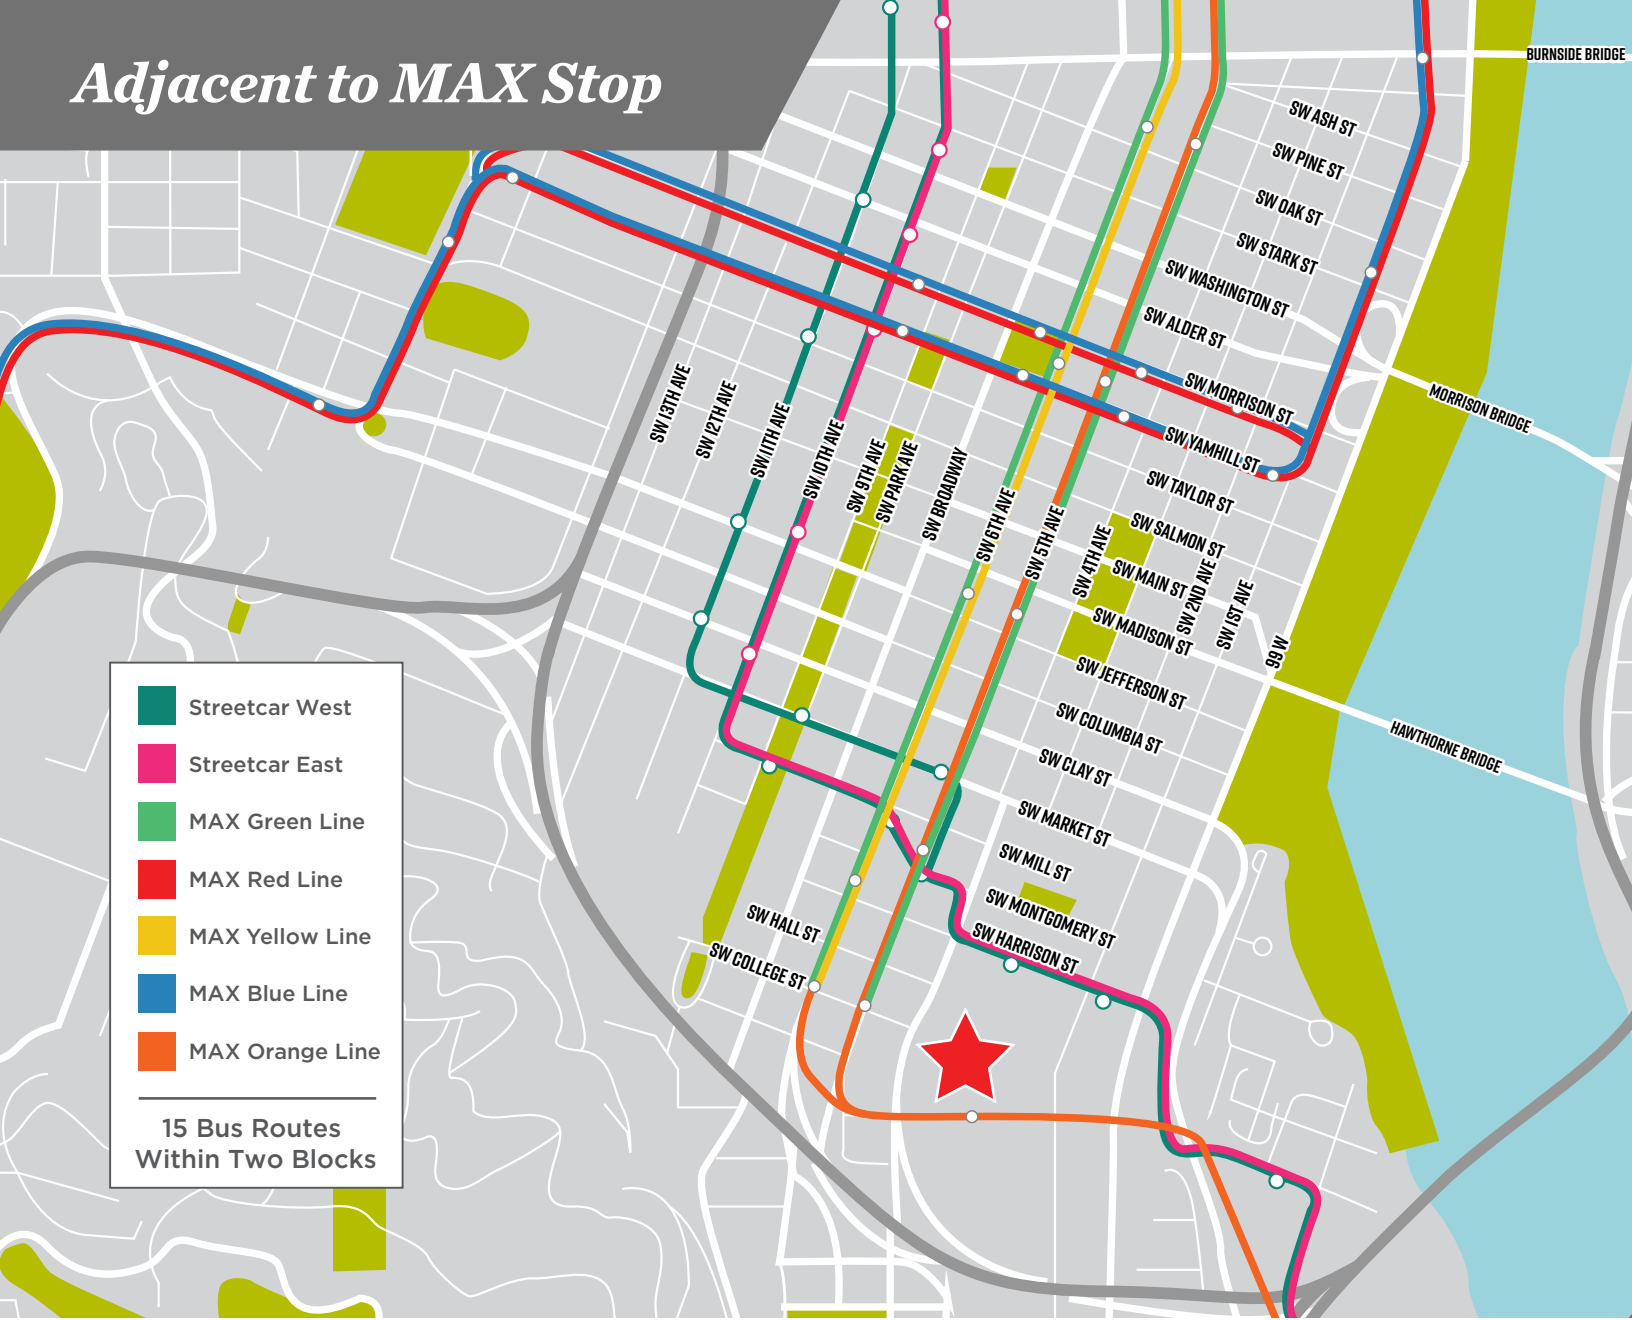 Adjacent to MAX Stop
BURNSIDE BRIDGE
SW ASH ST
SW PINE ST
SW OAK ST
SW STARK ST
SW WASHINGTON ST
SW ALDER ST
SW MORRISON ST
MORRISON BRIDGE
SW YAMHILL ST
SW TAYLOR ST
SW SALMON ST
SW MAIN ST
SW MADISON ST
SW JEFFERSON ST
SW COLUMBIA ST
SW CLAY ST
SW MARKET ST
SW MILL ST
SW MONTGOMERY ST
SW HARRISON ST
SW HALL ST
SW COLLEGE ST
SW 13TH AVE
SW 12TH AVE
SW 11TH AVE
SW 10TH AVE
SW 9TH AVE
SW PARK AVE
SW BROADWAY
SW 6TH AVE
SW 5TH AVE
SW 4TH AVE
SW 2ND AVE
SW 1ST AVE
99 W
HAWTHORNE BRIDGE
Streetcar West
Streetcar East
MAX Green Line
MAX Red Line
MAX Yellow Line
MAX Blue Line
MAX Orange Line
15 Bus Routes
Within Two Blocks